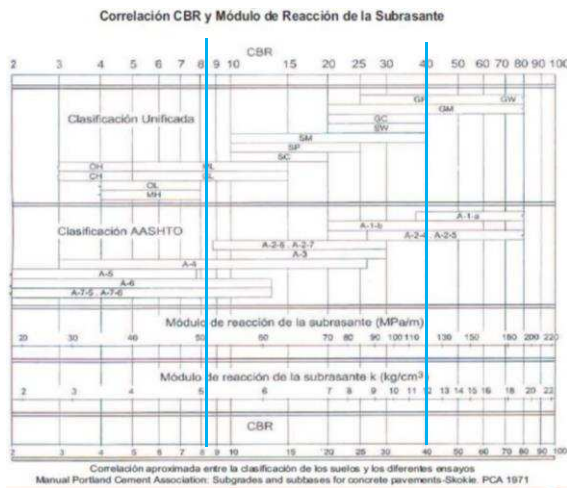 Correlación CBR y Módulo de Reacción de la Subrasante
CBR
2 3 4 5 6 7 8 9 10 15 20 25 30 40 50 60 70 80 90 100
GP GW
GM
Clasificación Unificada
GC
SW
SM
SP
SC
OH ML
CH CL
OL
MH
A-1-a
Clasificación AASHTO
A-1-b
A-2-4 , A-2-5
A-2-6 , A-2-7
A-3
A-4
A-5
A-6
A-7-5 , A-7-6
Módulo de reacción de la subrasante (MPa/m)
20 30 40 50 60 70 80 90 100 110 130 150 180 200 220
Módulo de reacción de la subrasante k (kg/cm³)
2 3 4 5 6 7 8 9 10 11 12 13 14 15 16 18 20 22
CBR
2 3 4 5 6 7 8 9 10 15 20 25 30 40 50 60 70 80 90 100
Correlación aproximada entre la clasificación de los suelos y los diferentes ensayos
Manual Portland Cement Association: Subgrades and subbases for concrete pavements-Skokie. PCA 1971